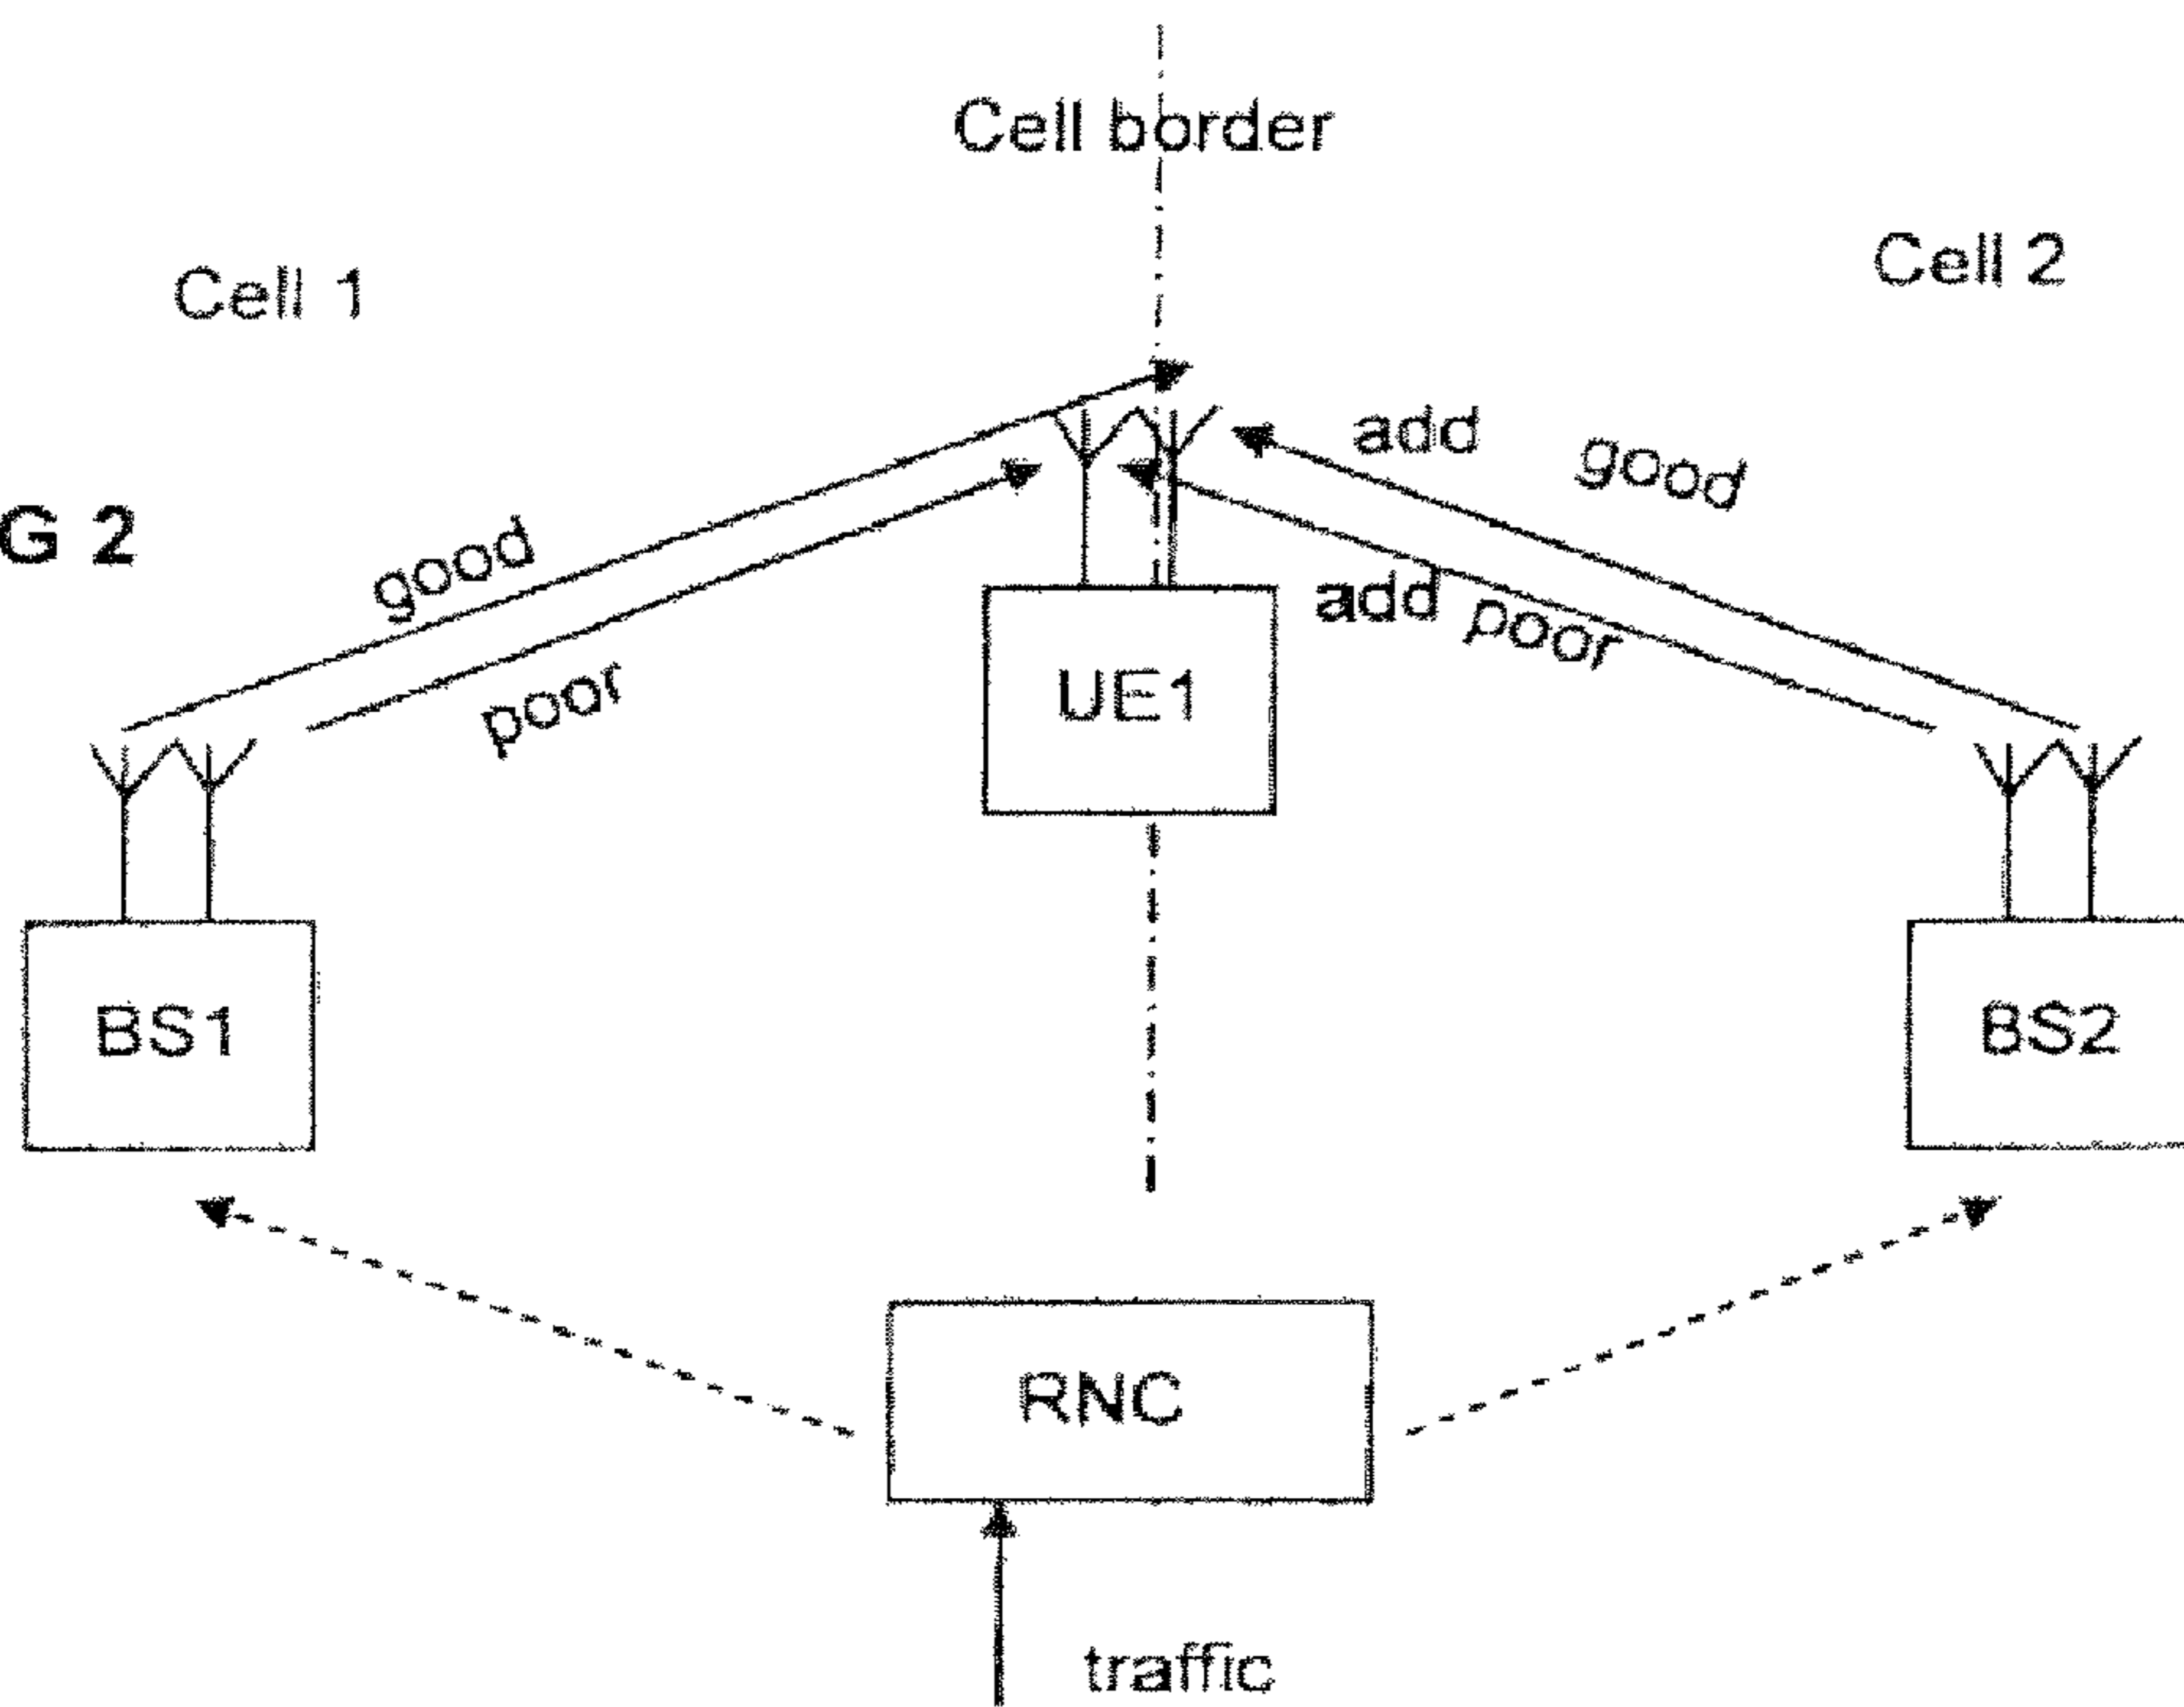 Cell border
Cell 1
Cell 2
add good
G 2
good
add poor
poor
UE1
BS1
BS2
RNC
traffic